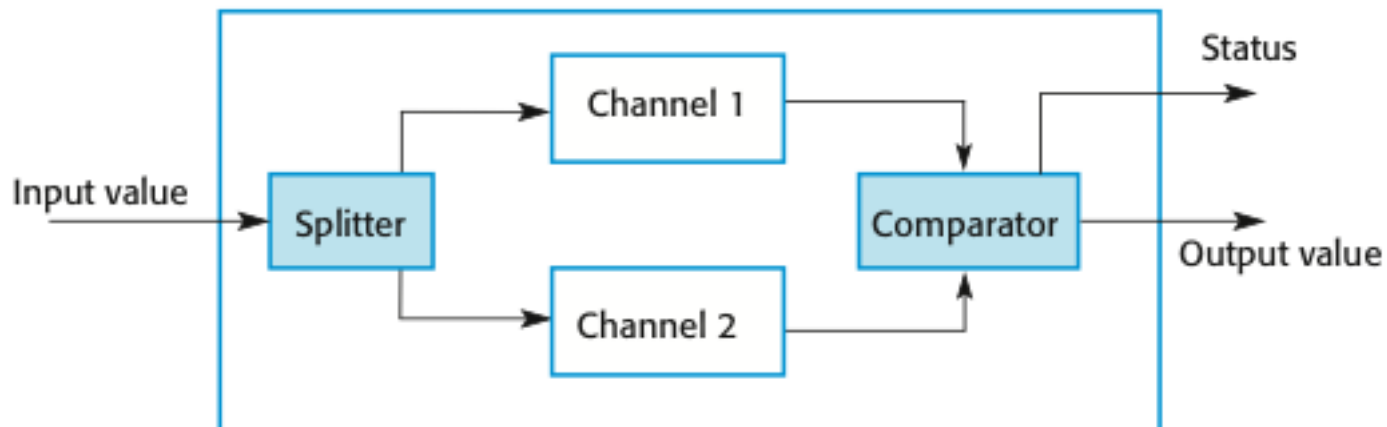 Status
Channel 1
Input value
Splitter
Comparator
Output value
Channel 2